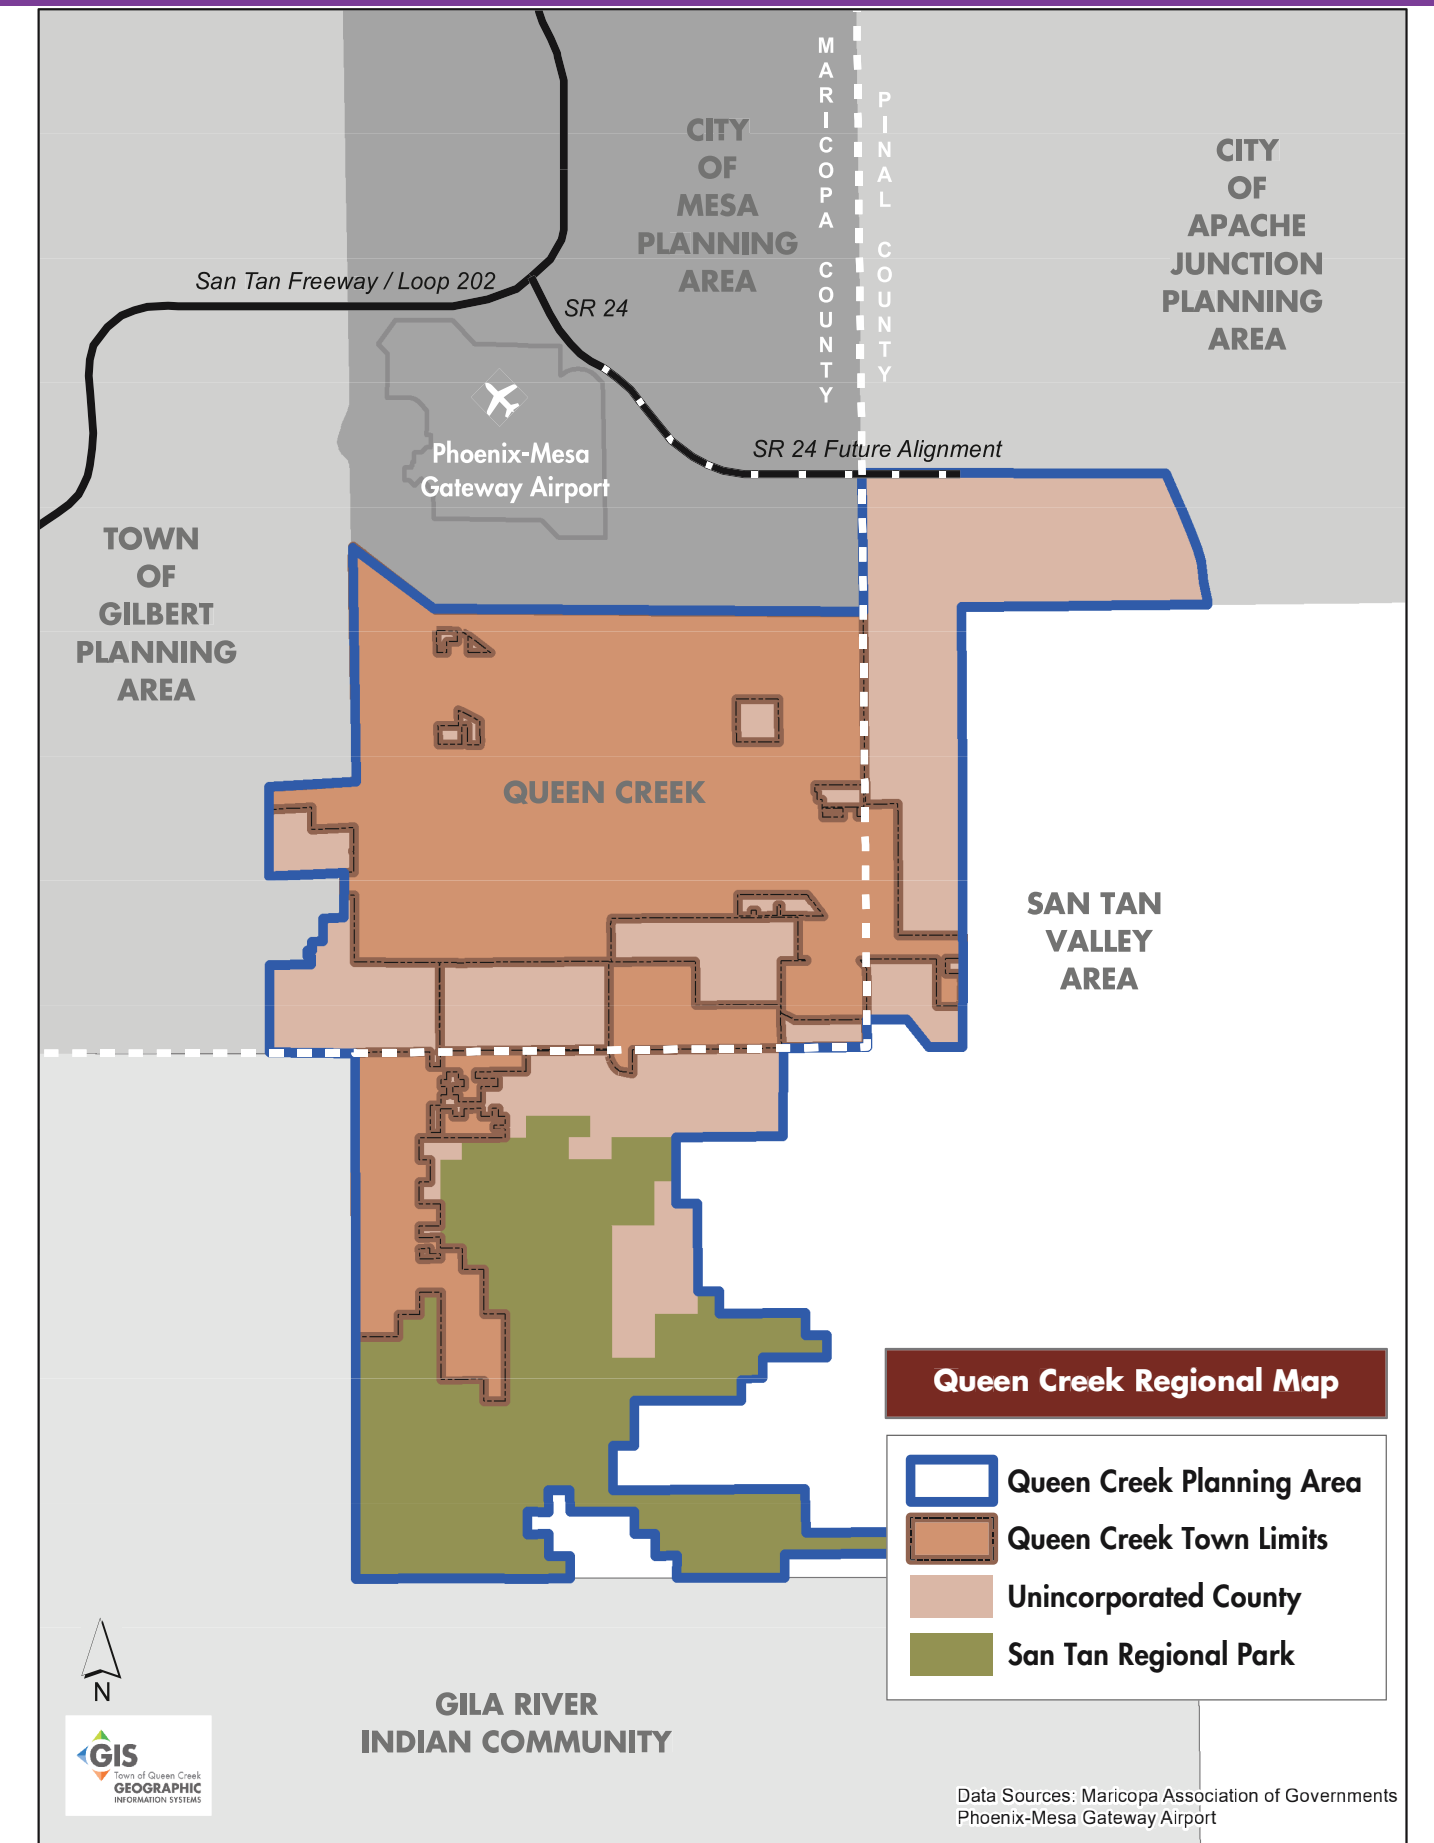 MARICOPA COUNTY
PINAL COUNTY
CITY
OF
MESA
PLANNING
AREA
CITY
OF
APACHE
JUNCTION
PLANNING
AREA
San Tan Freeway / Loop 202
SR 24
SR 24 Future Alignment
Phoenix-Mesa
Gateway Airport
TOWN
OF
GILBERT
PLANNING
AREA
QUEEN CREEK
SAN TAN
VALLEY
AREA
Queen Creek Regional Map
Queen Creek Planning Area
Queen Creek Town Limits
Unincorporated County
San Tan Regional Park
N
GILA RIVER
INDIAN COMMUNITY
GIS
Town of Queen Creek
GEOGRAPHIC
INFORMATION SYSTEMS
Data Sources: Maricopa Association of Governments
Phoenix-Mesa Gateway Airport